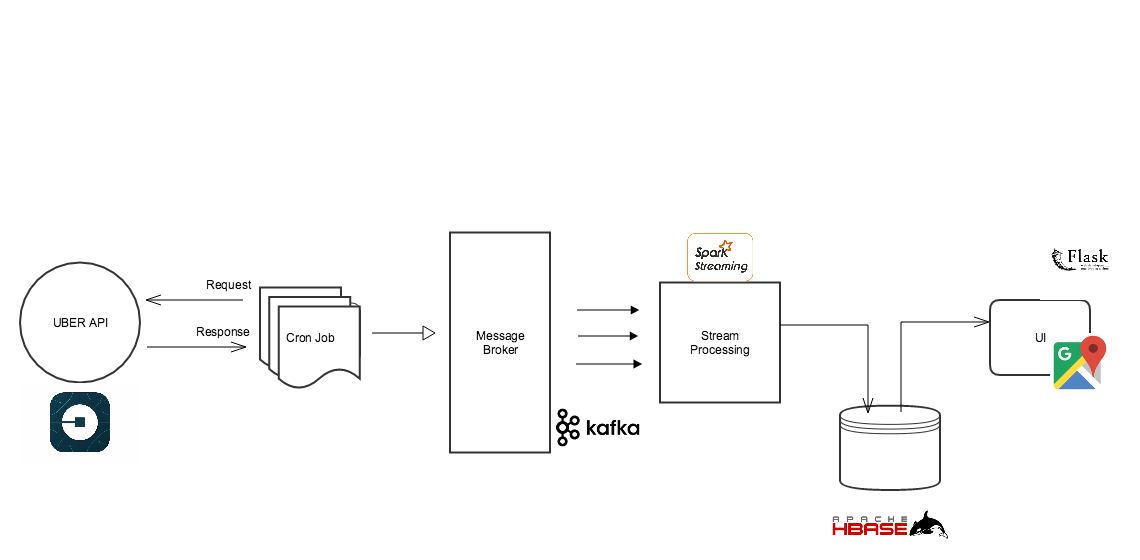 UBER API
Request
Response
Cron Job
Message
Broker
kafka
Spark
Streaming
Stream
Processing
APACHE
HBASE
Flask
UI
G